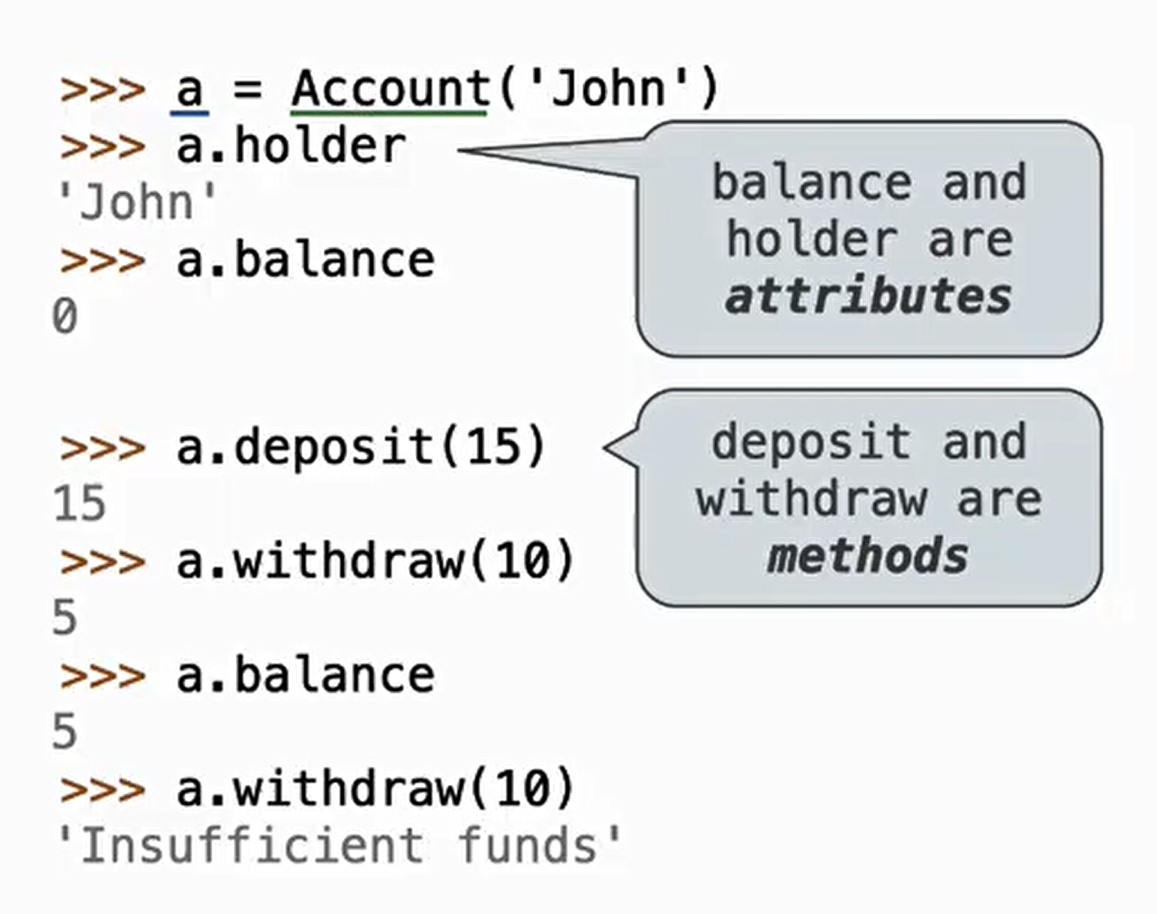 >>> a = Account('John')
>>> a.holder
'John'
>>> a.balance
0
balance and
holder are
attributes
>>> a.deposit(15)
15
>>> a.withdraw(10)
5
>>> a.balance
5
>>> a.withdraw(10)
'Insufficient funds'
deposit and
withdraw are
methods